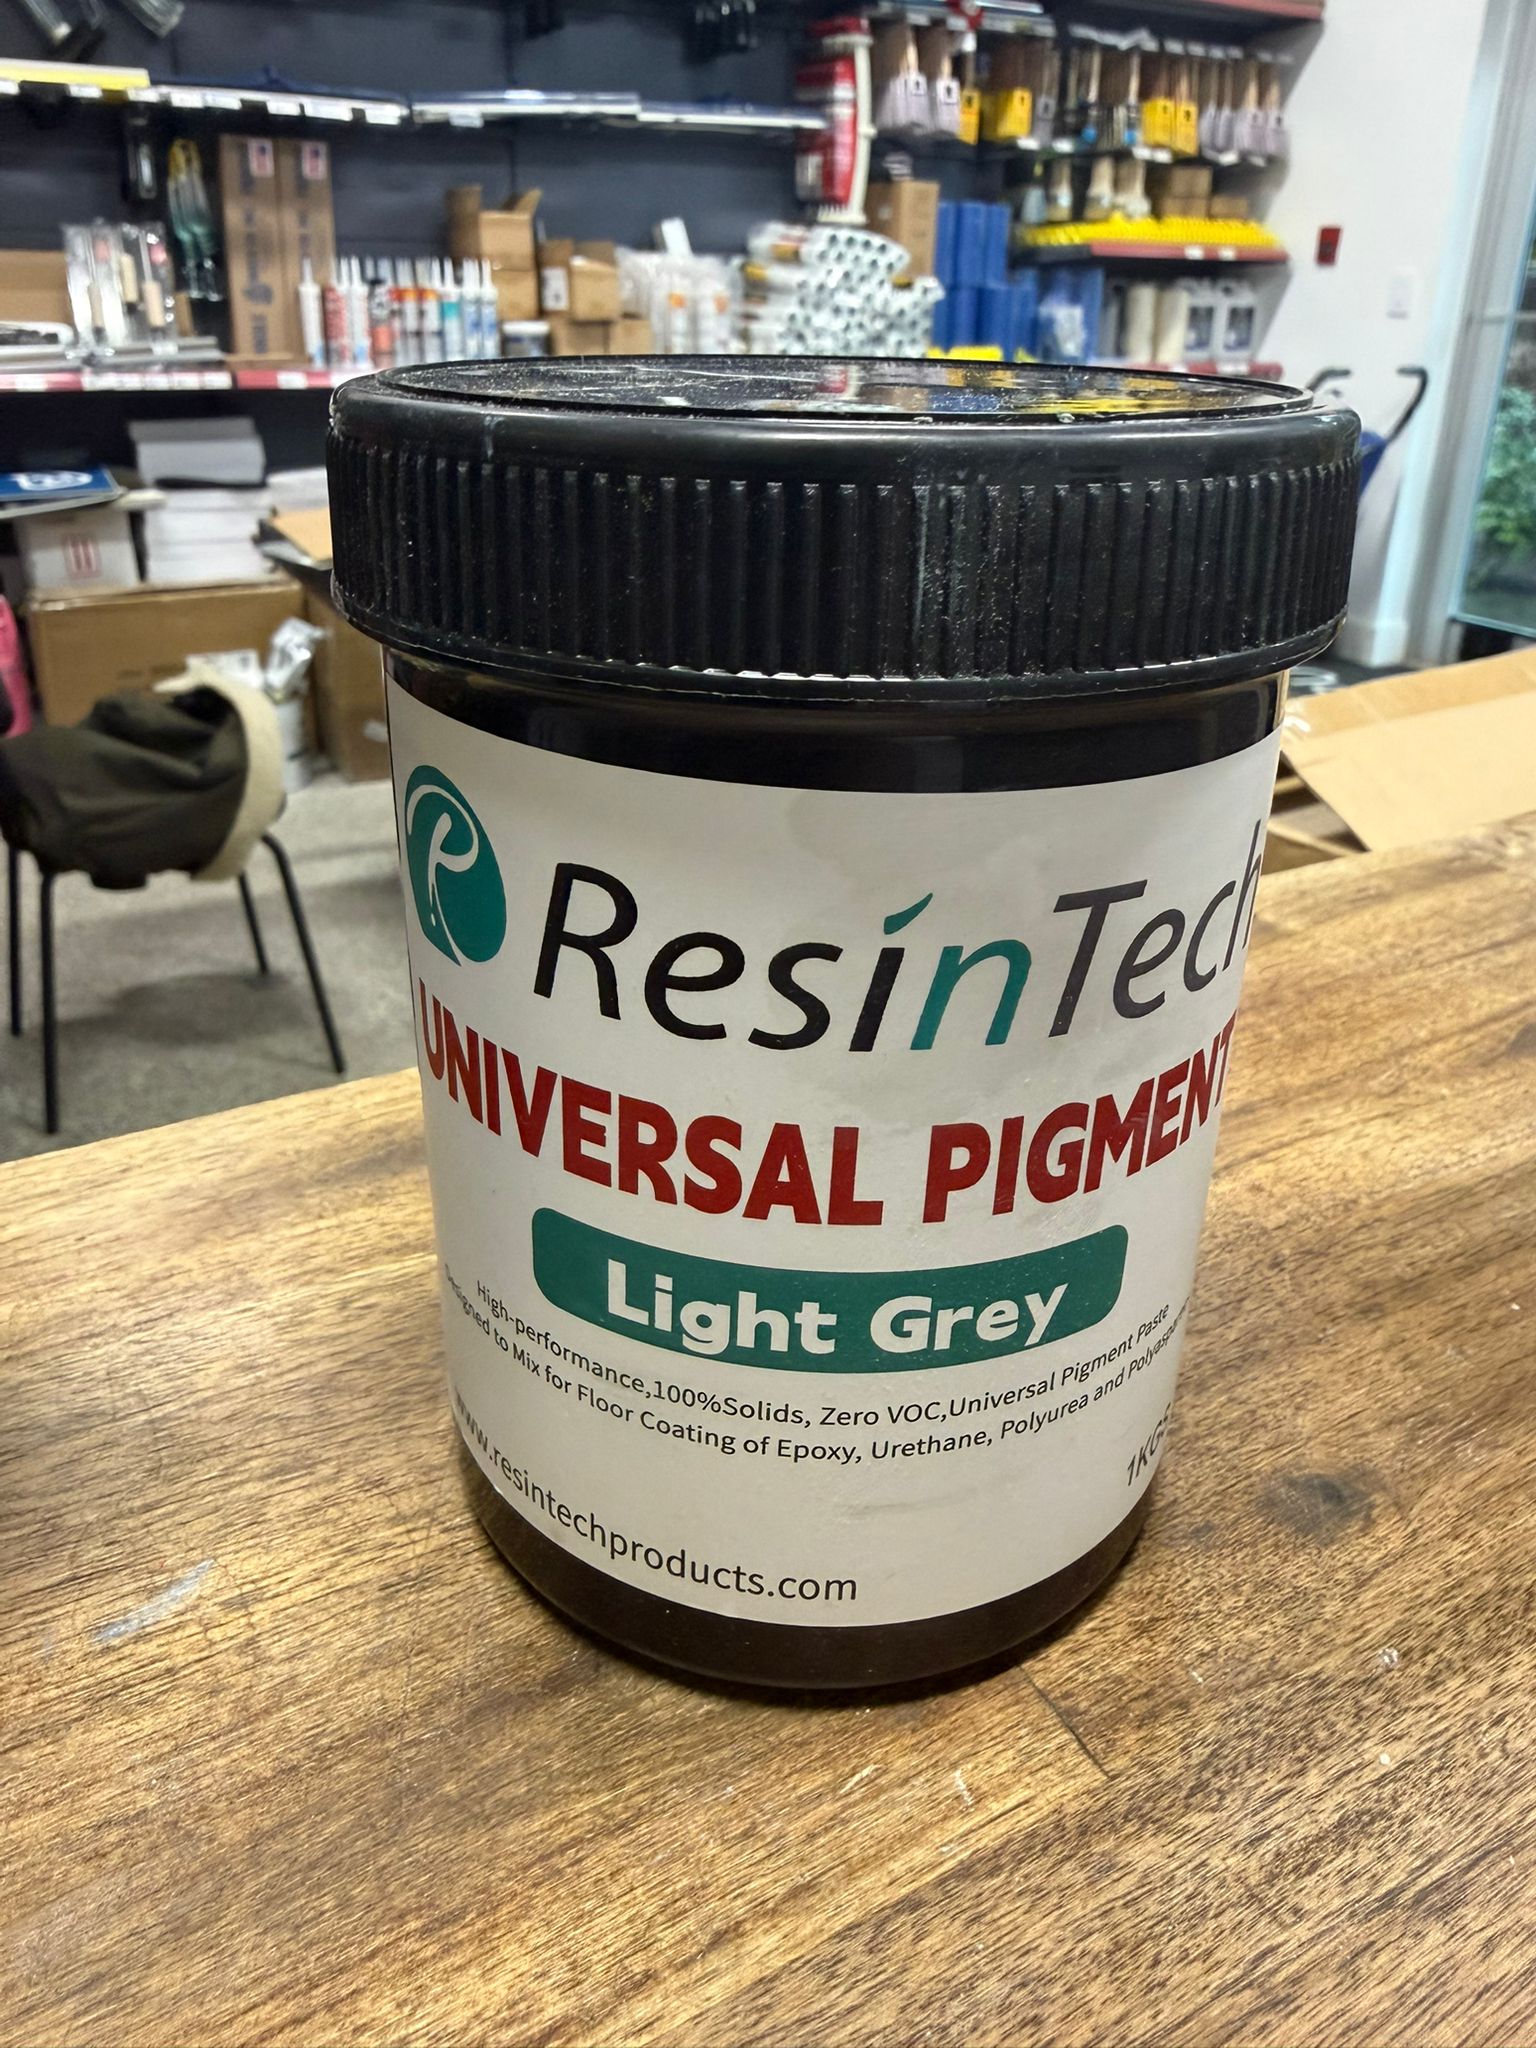 ResinTech
UNIVERSAL PIGMENT
Light Grey
High-performance,100%Solids, Zero VOC,Universal Pigment Paste
Designed to Mix for Floor Coating of Epoxy, Urethane, Polyurea and
1KGS
www.resintechproducts.com